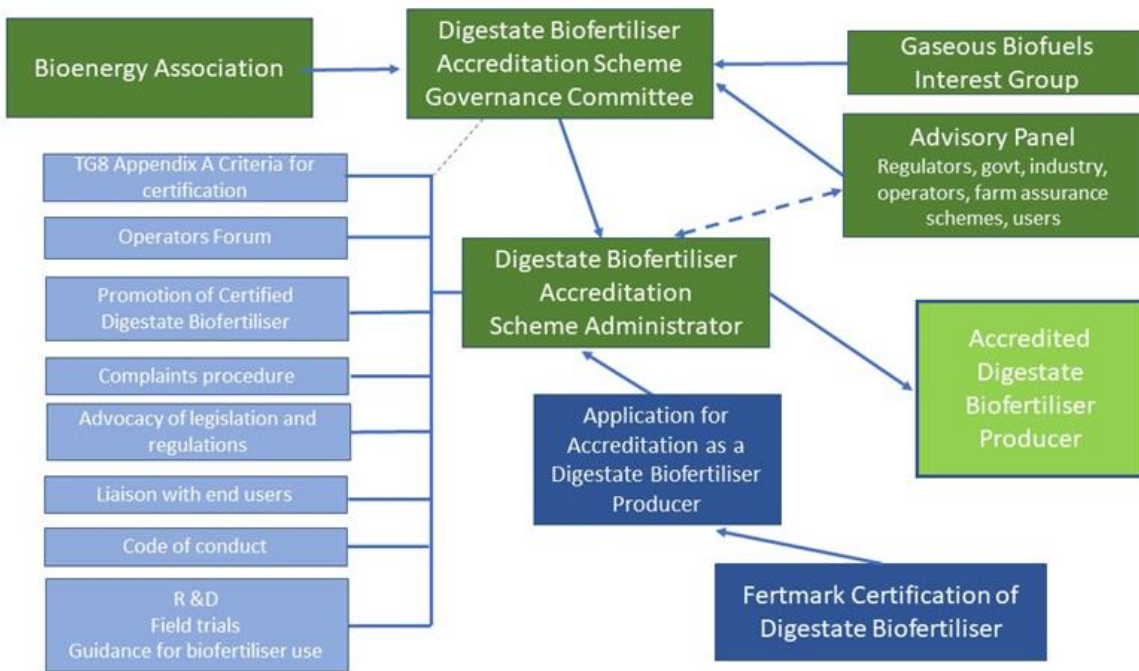 Bioenergy Association
Digestate Biofertiliser
Accreditation Scheme
Governance Committee
Gaseous Biofuels
Interest Group
Advisory Panel
Regulators, govt, industry,
operators, farm assurance
schemes, users
TG8 Appendix A Criteria for
certification
Operators Forum
Promotion of Certified
Digestate Biofertiliser
Complaints procedure
Advocacy of legislation and
regulations
Liaison with end users
Code of conduct
R &D
Field trials
Guidance for biofertiliser use
Digestate Biofertiliser
Accreditation
Scheme Administrator
Application for
Accreditation as a
Digestate Biofertiliser
Producer
Accredited
Digestate
Biofertiliser
Producer
Fertmark Certification of
Digestate Biofertiliser